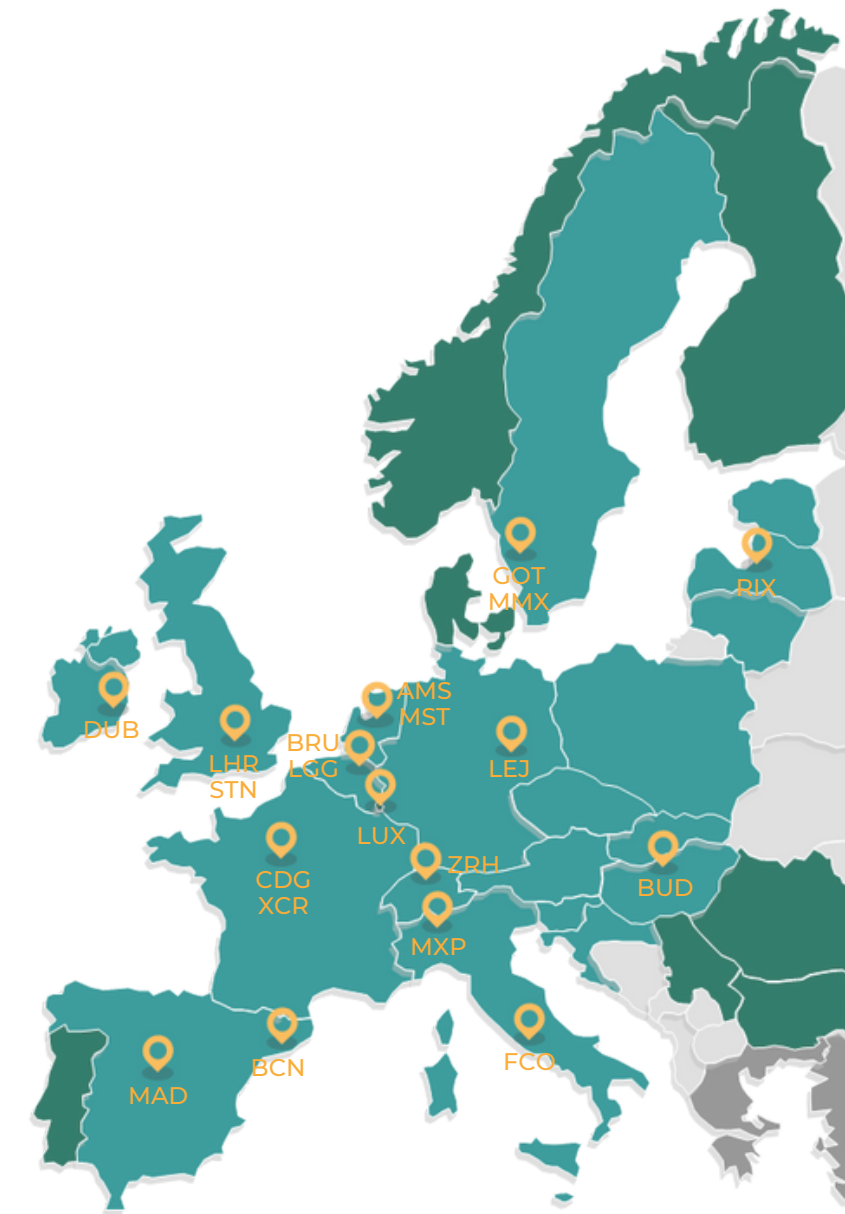 GOT
MMX
RIX
AMS
MST
DUB
BRU
LGG
LHR
STN
LEJ
LUX
ZRH
CDG
XCR
BUD
MXP
FCO
BCN
MAD